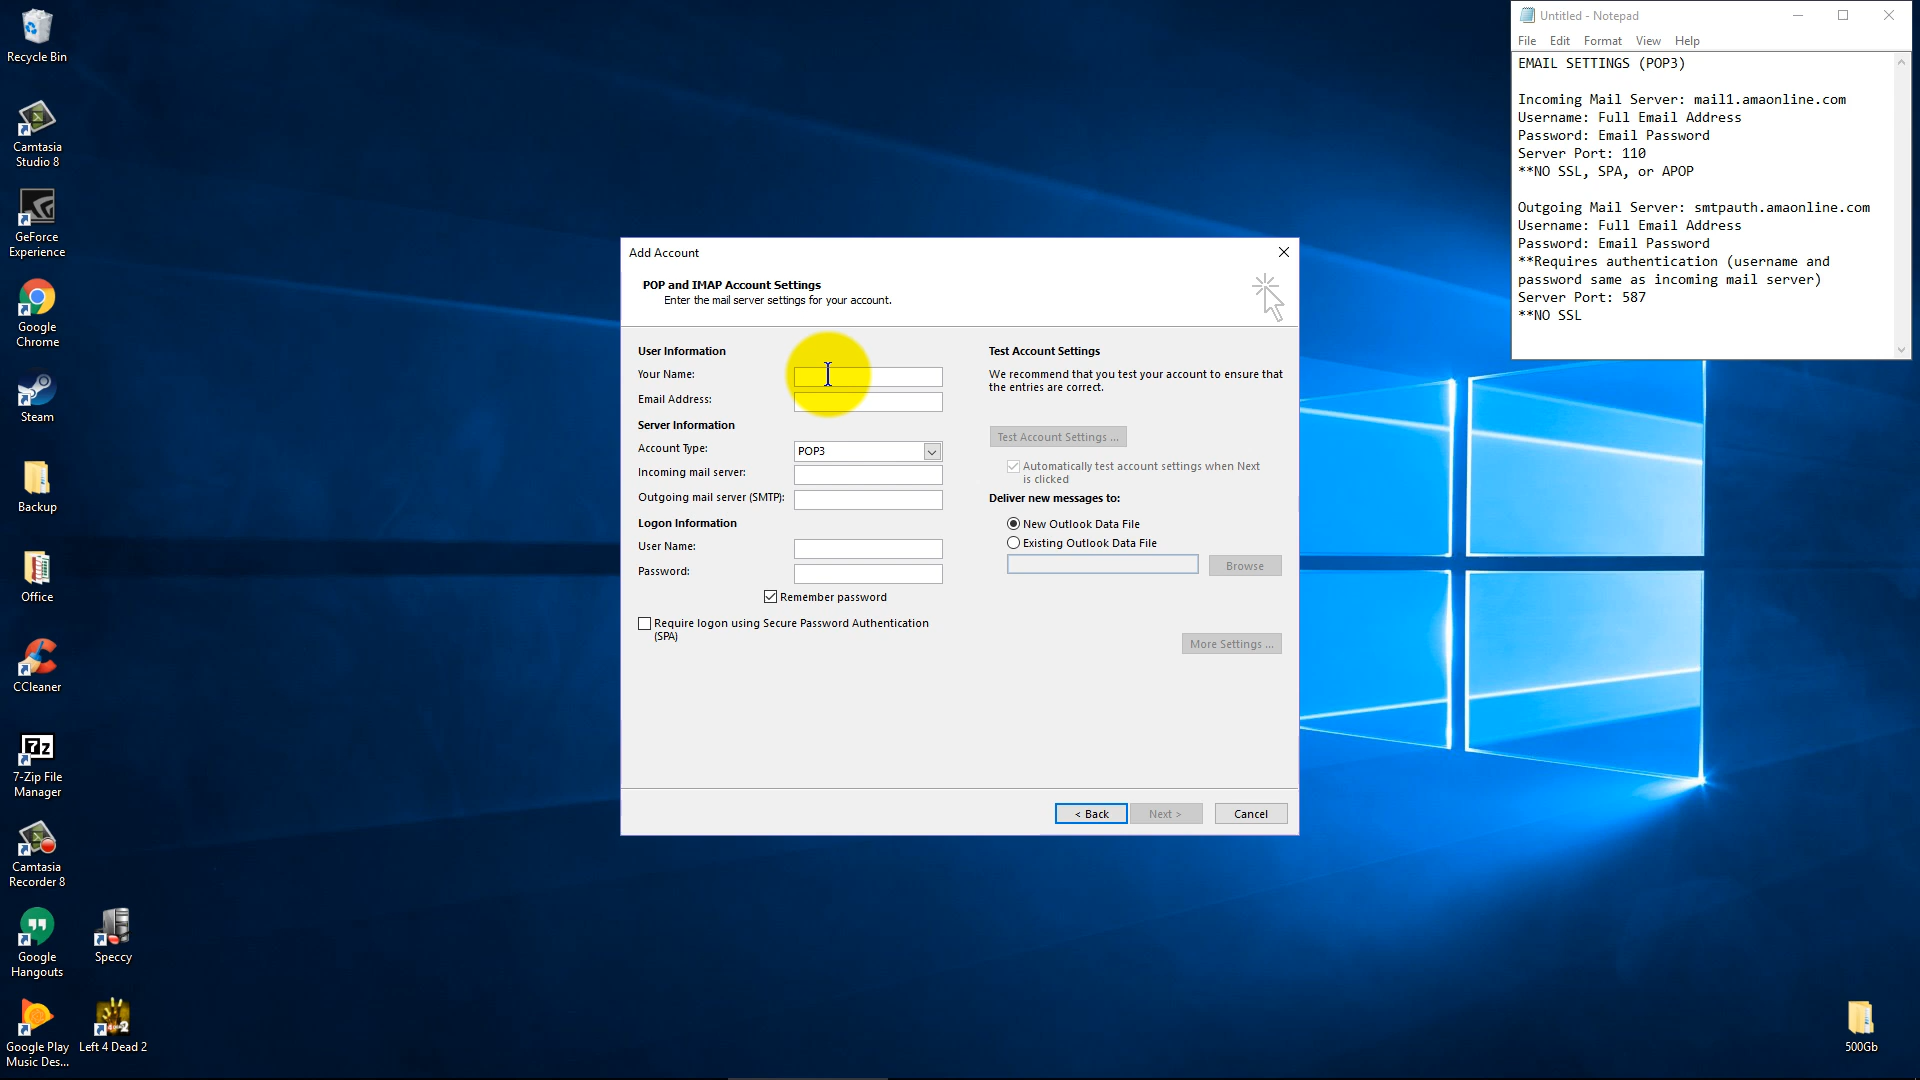 Recycle Bin
Camtasia
Studio 8
GeForce
Experience
Google
Chrome
Steam
Backup
Office
CCleaner
7-Zip File
Manager
Camtasia
Recorder 8
Google
Hangouts
Speccy
Google Play
Music Des...
Left 4 Dead 2
Add Account
POP and IMAP Account Settings
Enter the mail server settings for your account.
User Information
Your Name:
Email Address:
Server Information
Account Type:
POP3
Incoming mail server:
Outgoing mail server (SMTP):
Logon Information
User Name:
Password:
Remember password
Require logon using Secure Password Authentication
(SPA)
Test Account Settings
We recommend that you test your account to ensure that
the entries are correct.
Test Account Settings ...
Automatically test account settings when Next
is clicked
Deliver new messages to:
New Outlook Data File
Existing Outlook Data File
Browse
More Settings ...
< Back
Next >
Cancel
Untitled - Notepad
File Edit Format View Help
EMAIL SETTINGS (POP3)
Incoming Mail Server: mail1.amaonline.com
Username: Full Email Address
Password: Email Password
Server Port: 110
**NO SSL, SPA, or APOP
Outgoing Mail Server: smtpauth.amaonline.com
Username: Full Email Address
Password: Email Password
**Requires authentication (username and
password same as incoming mail server)
Server Port: 587
**NO SSL
500Gb